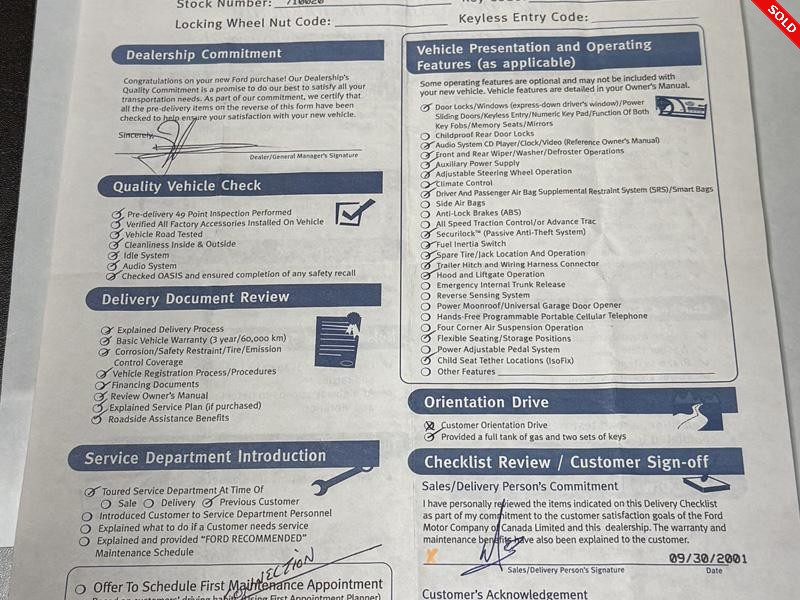 Stock Number:
SOLD
Locking Wheel Nut Code:
Keyless Entry Code:
Dealership Commitment
Congratulations on your new Ford purchase! Our Dealership's
Quality Commitment is a promise to do our best to satisfy all your
transportation needs. As part of our commitment, we certify that
all the pre-delivery items on the reverse of this form have been
checked to help ensure your satisfaction with your new vehicle.
Sincerely,
Dealer/General Manager's Signature
Quality Vehicle Check
Pre-delivery 49 Point Inspection Performed
Verified All Factory Accessories Installed On Vehicle
Vehicle Road Tested
Cleanliness Inside & Outside
Idle System
Audio System
Checked OASIS and ensured completion of any safety recall
Delivery Document Review
Explained Delivery Process
Basic Vehicle Warranty (3 year/60,000 km)
Corrosion/Safety Restraint/Tire/Emission
Control Coverage
Vehicle Registration Process/Procedures
Financing Documents
Review Owner's Manual
Explained Service Plan (if purchased)
Roadside Assistance Benefits
Service Department Introduction
Toured Service Department At Time Of
Sale Delivery Previous Customer
Introduced Customer to Service Department Personnel
Explained what to do if a Customer needs service
Explained and provided "FORD RECOMMENDED"
Maintenance Schedule
Offer To Schedule First Maintenance Appointment
Vehicle Presentation and Operating
Features (as applicable)
Some operating features are optional and may not be included with
your new vehicle. Vehicle features are detailed in your Owner's Manual.
Door Locks/Windows (express-down driver's window)/Power
Sliding Doors/Keyless Entry/Numeric Key Pad/Function Of Both
Key Fobs/Memory Seats/Mirrors
Childproof Rear Door Locks
Audio System CD Player/Clock/Video (Reference Owner's Manual)
Front and Rear Wiper/Washer/Defroster Operations
Auxiliary Power Supply
Adjustable Steering Wheel Operation
Climate Control
Driver And Passenger Air Bag Supplemental Restraint System (SRS)/Smart Bags
Side Air Bags
Anti-Lock Brakes (ABS)
All Speed Traction Control/or Advance Trac
Securilock™ (Passive Anti-Theft System)
Fuel Inertia Switch
Spare Tire/Jack Location And Operation
Trailer Hitch and Wiring Harness Connector
Hood and Liftgate Operation
Emergency Internal Trunk Release
Reverse Sensing System
Power Moonroof/Universal Garage Door Opener
Hands-Free Programmable Portable Cellular Telephone
Four Corner Air Suspension Operation
Flexible Seating/Storage Positions
Power Adjustable Pedal System
Child Seat Tether Locations (IsoFix)
Other Features
Orientation Drive
Customer Orientation Drive
Provided a full tank of gas and two sets of keys
Checklist Review / Customer Sign-off
Sales/Delivery Person's Commitment
I have personally reviewed the items indicated on this Delivery Checklist
as part of my commitment to the customer satisfaction goals of the Ford
Motor Company of Canada Limited and this dealership. The warranty and
maintenance benefits have also been explained to the customer.
X
09/30/2001
Sales/Delivery Person's Signature Date
Customer's Acknowledgement